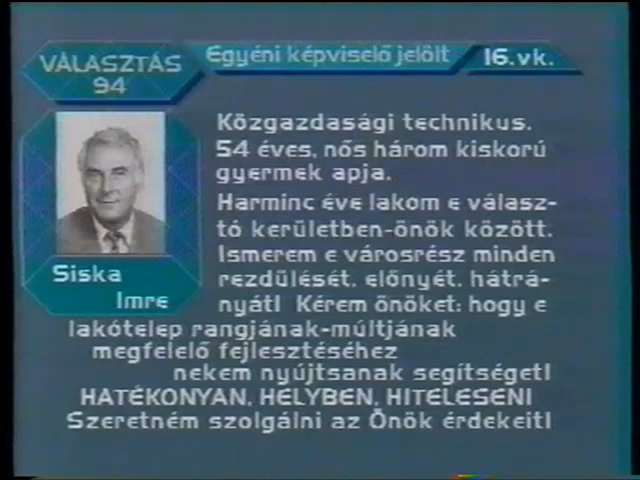 VÁLASZTÁS
94
Egyéni képviselő jelölt
16.vk.
Siska
Imre
Közgazdasági technikus.
54 éves, nős három kiskorú
gyermek apja.
Harminc éve lakom e válasz-
tó kerületben-önök között.
Ismerem e városrész minden
rezdülését, előnyét, hátrá-
nyát! Kérem önöket: hogy e
lakótelep rangjának-múltjának
megfelelő fejlesztéséhez
nekem nyújtsanak segítséget!
HATÉKONYAN, HELYBEN, HITELESEN!
Szeretném szolgálni az Önök érdekeit!